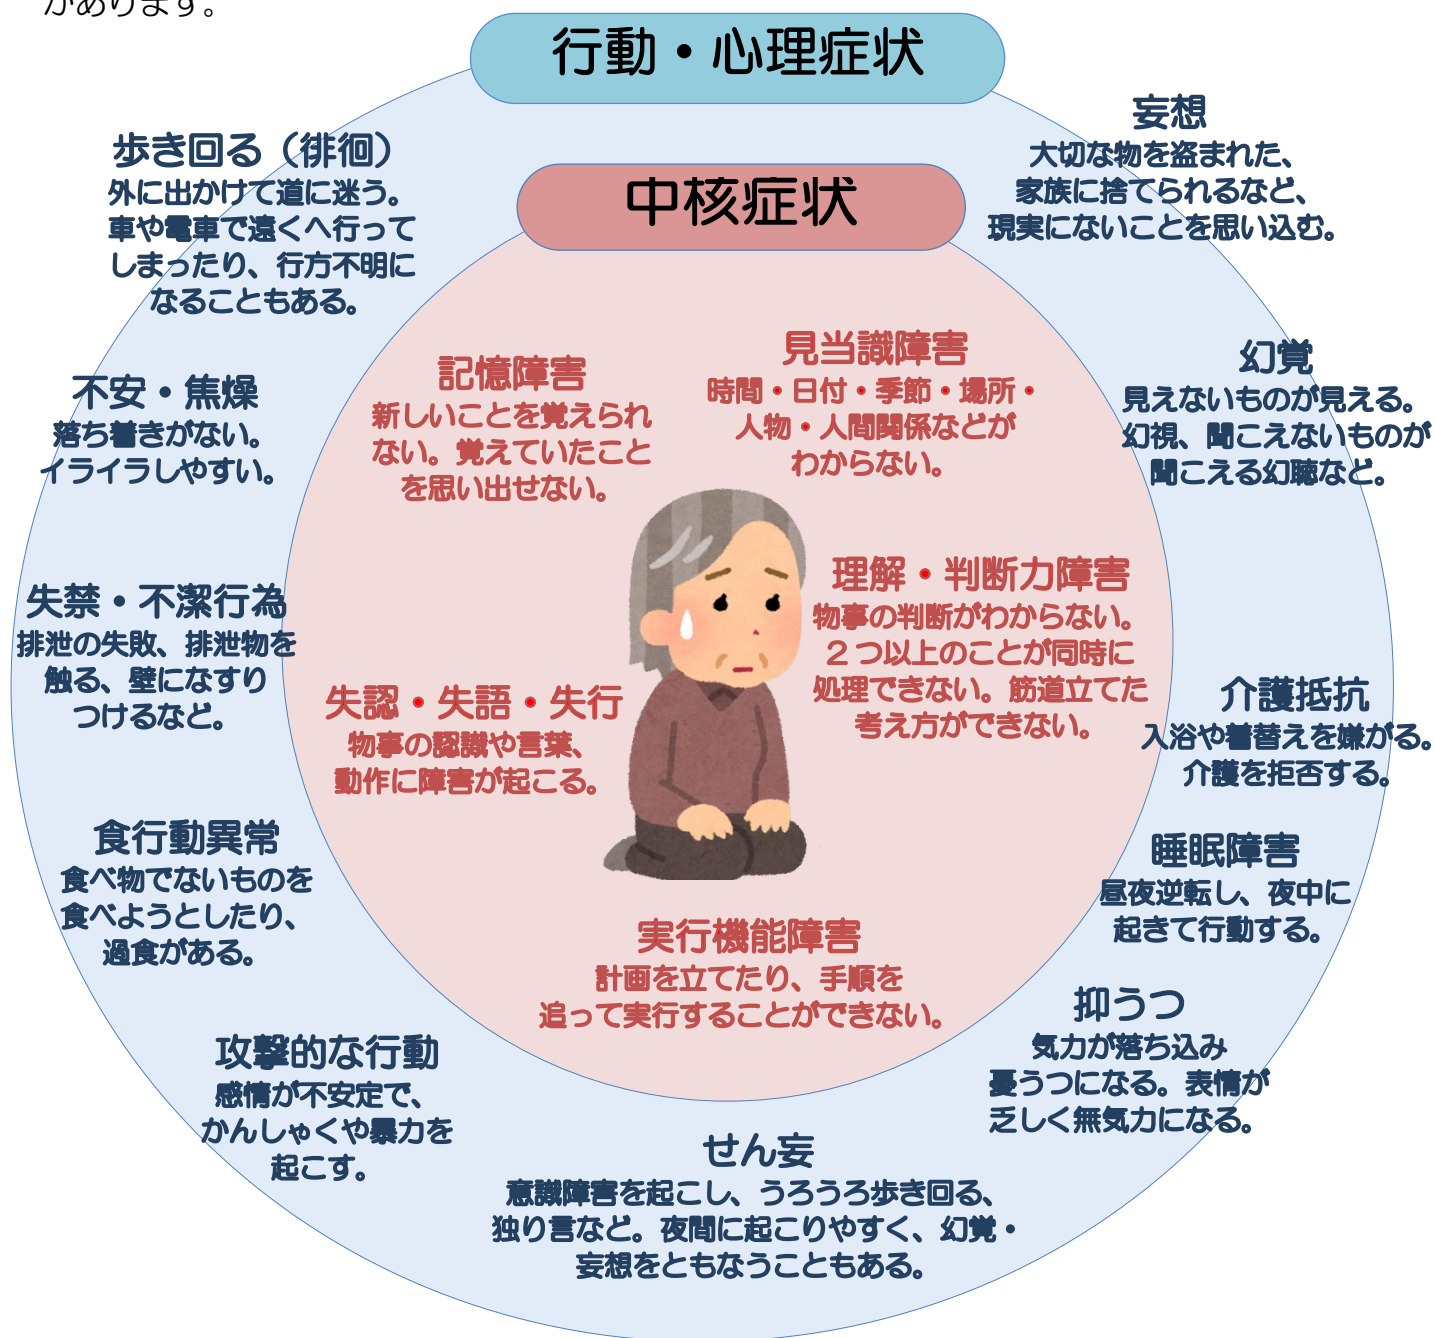 があります。
行動・心理症状
中核症状
歩き回る（徘徊）
外に出かけて道に迷う。
車や電車で遠くへ行って
しまったり、行方不明に
なることもある。
妄想
大切な物を盗まれた、
家族に捨てられるなど、
現実にないことを思い込む。
不安・焦燥
落ち着きがない。
イライラしやすい。
記憶障害
新しいことを覚えられ
ない。覚えていたこと
を思い出せない。
見当識障害
時間・日付・季節・場所・
人物・人間関係などが
わからない。
幻覚
見えないものが見える。
幻視、聞こえないものが
聞こえる幻聴など。
失禁・不潔行為
排泄の失敗、排泄物を
触る、壁になすり
つけるなど。
失認・失語・失行
物事の認識や言葉、
動作に障害が起こる。
理解・判断力障害
物事の判断がわからない。
２つ以上のことが同時に
処理できない。筋道立てた
考え方ができない。
介護抵抗
入浴や着替えを嫌がる。
介護を拒否する。
食行動異常
食べ物でないものを
食べようとしたり、
過食がある。
実行機能障害
計画を立てたり、手順を
追って実行することができない。
睡眠障害
昼夜逆転し、夜中に
起きて行動する。
攻撃的な行動
感情が不安定で、
かんしゃくや暴力を
起こす。
せん妄
意識障害を起こし、うろうろ歩き回る、
独り言など。夜間に起こりやすく、幻覚・
妄想をともなうこともある。
抑うつ
気力が落ち込み
憂うつになる。表情が
乏しく無気力になる。